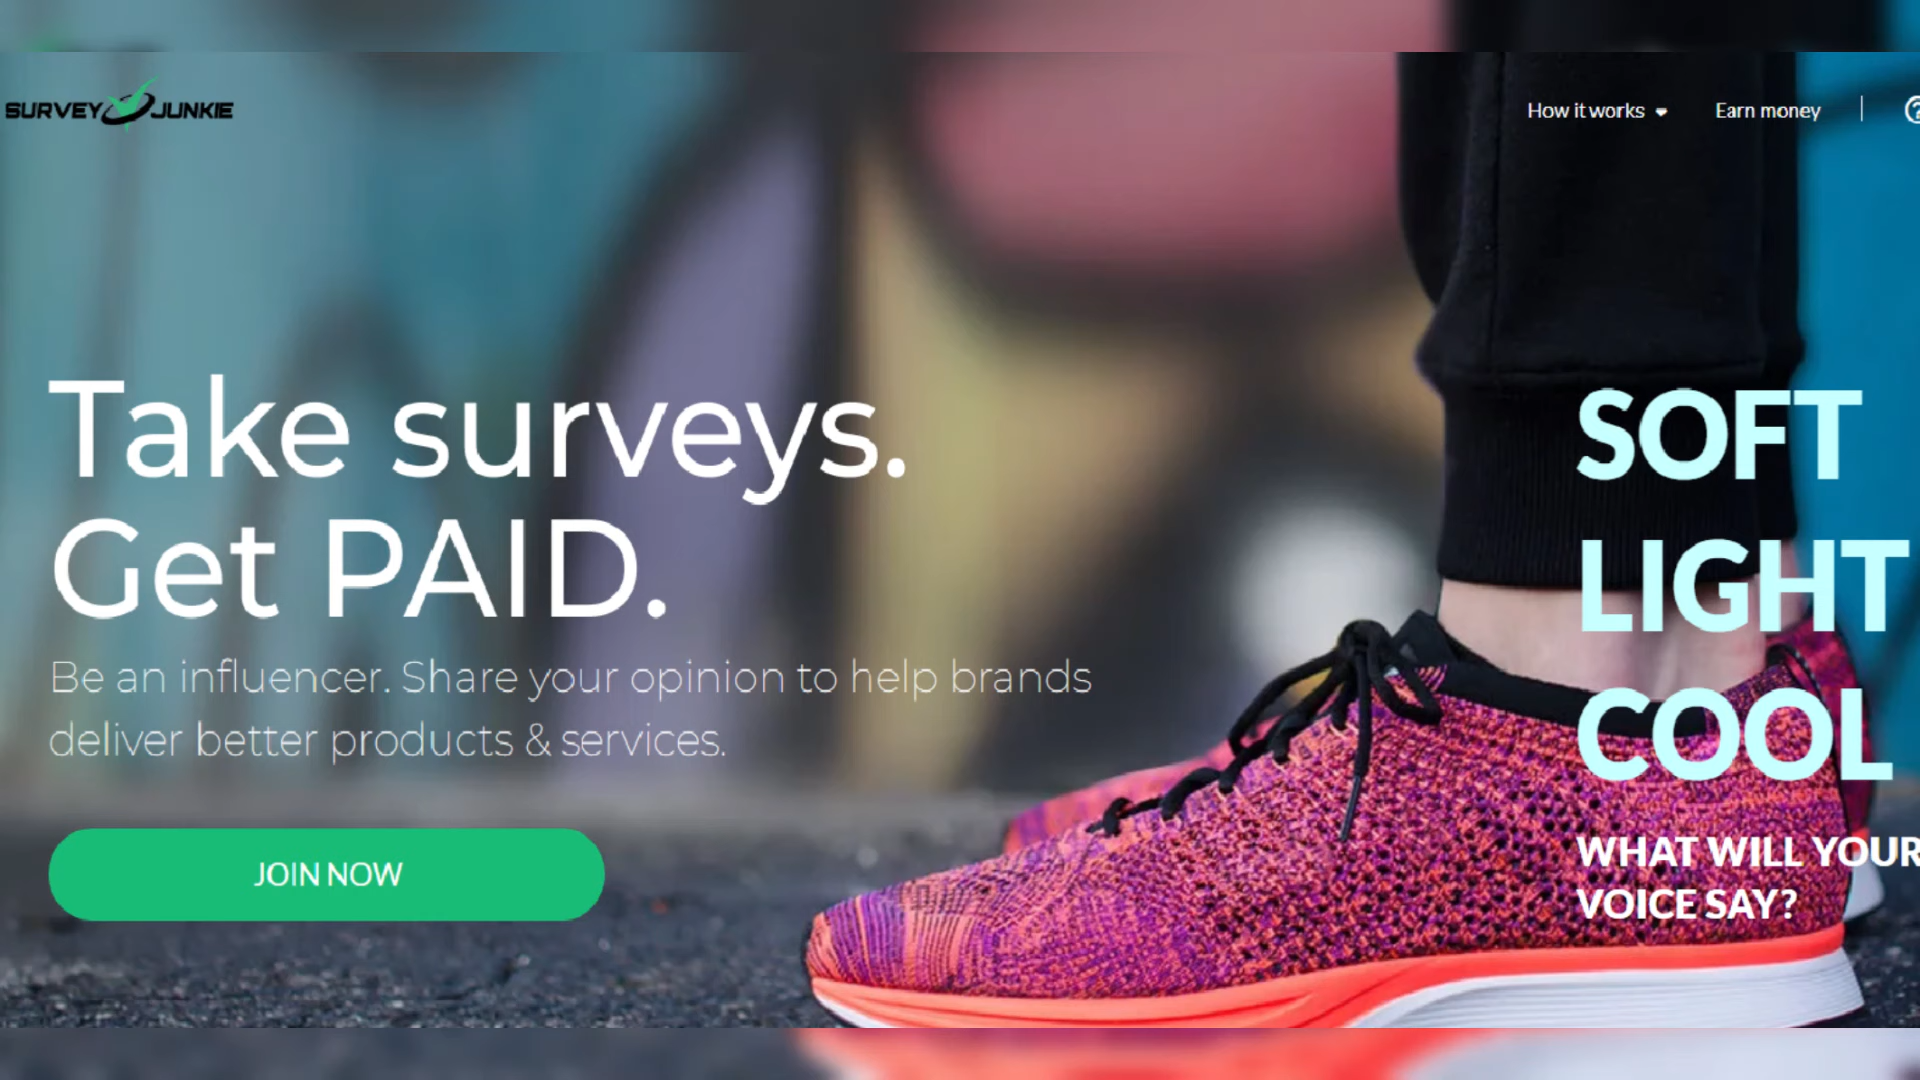 SURVEY JUNKIE
How it works
Earn money
Take surveys.
Get PAID.
Be an influencer. Share your opinion to help brands
deliver better products & services.
JOIN NOW
SOFT
LIGHT
COOL
WHAT WILL YOUR
VOICE SAY?